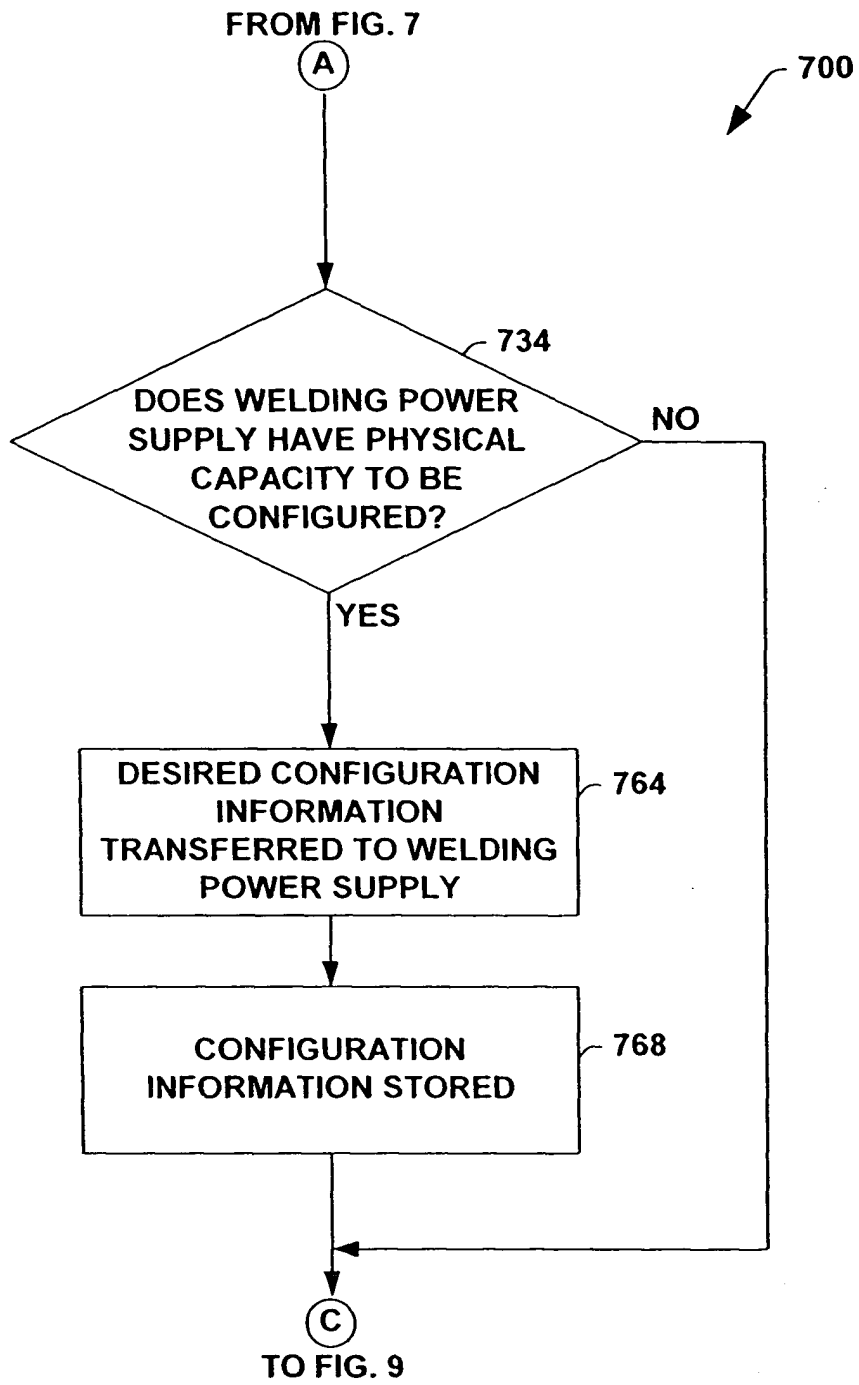 FROM FIG. 7
A
700
734
DOES WELDING POWER
SUPPLY HAVE PHYSICAL
CAPACITY TO BE
CONFIGURED?
NO
YES
DESIRED CONFIGURATION
INFORMATION
TRANSFERRED TO WELDING
POWER SUPPLY
764
CONFIGURATION
INFORMATION STORED
768
C
TO FIG. 9